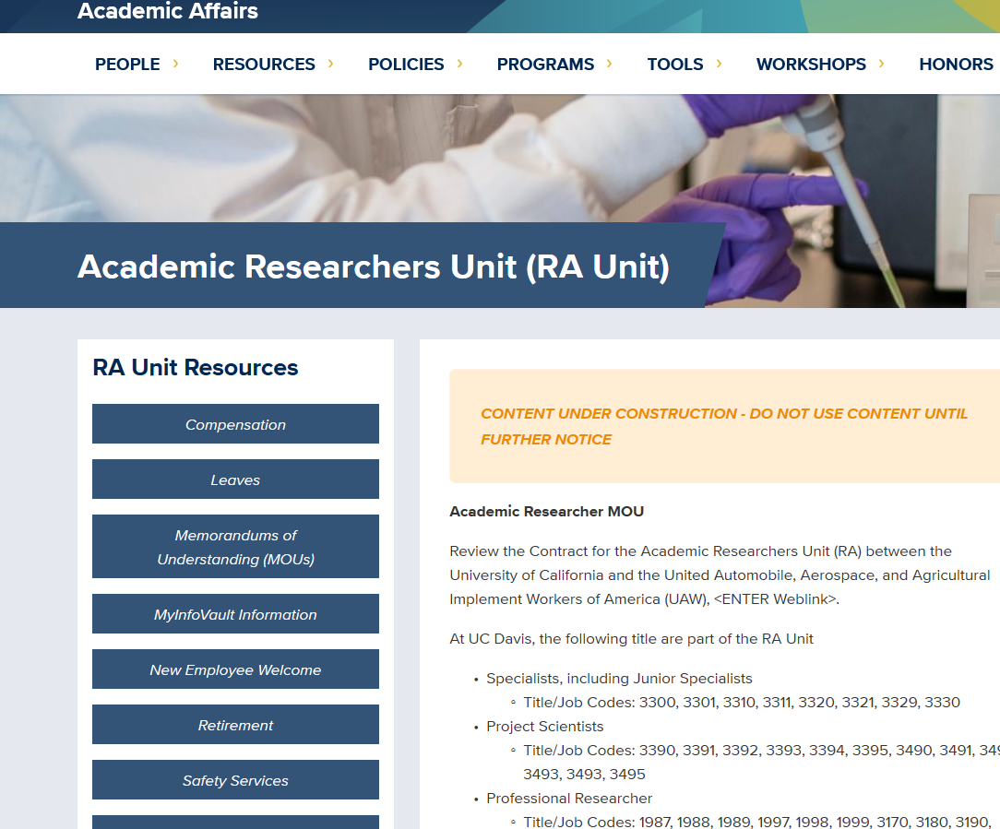 Academic Affairs
PEOPLE › RESOURCES › POLICIES › PROGRAMS › TOOLS › WORKSHOPS › HONORS
Academic Researchers Unit (RA Unit)
RA Unit Resources
Compensation
Leaves
Memorandums of
Understanding (MOUs)
MyInfoVault Information
New Employee Welcome
Retirement
Safety Services
CONTENT UNDER CONSTRUCTION - DO NOT USE CONTENT UNTIL
FURTHER NOTICE
Academic Researcher MOU
Review the Contract for the Academic Researchers Unit (RA) between the
University of California and the United Automobile, Aerospace, and Agricultural
Implement Workers of America (UAW), <ENTER Weblink>.
At UC Davis, the following title are part of the RA Unit
• Specialists, including Junior Specialists
◦ Title/Job Codes: 3300, 3301, 3310, 3311, 3320, 3321, 3329, 3330
• Project Scientists
◦ Title/Job Codes: 3390, 3391, 3392, 3393, 3394, 3395, 3490, 3491,
3493, 3493, 3495
• Professional Researcher
◦ Title/Job Codes: 1987, 1988, 1989, 1997, 1998, 1999, 3170, 3180, 3190,